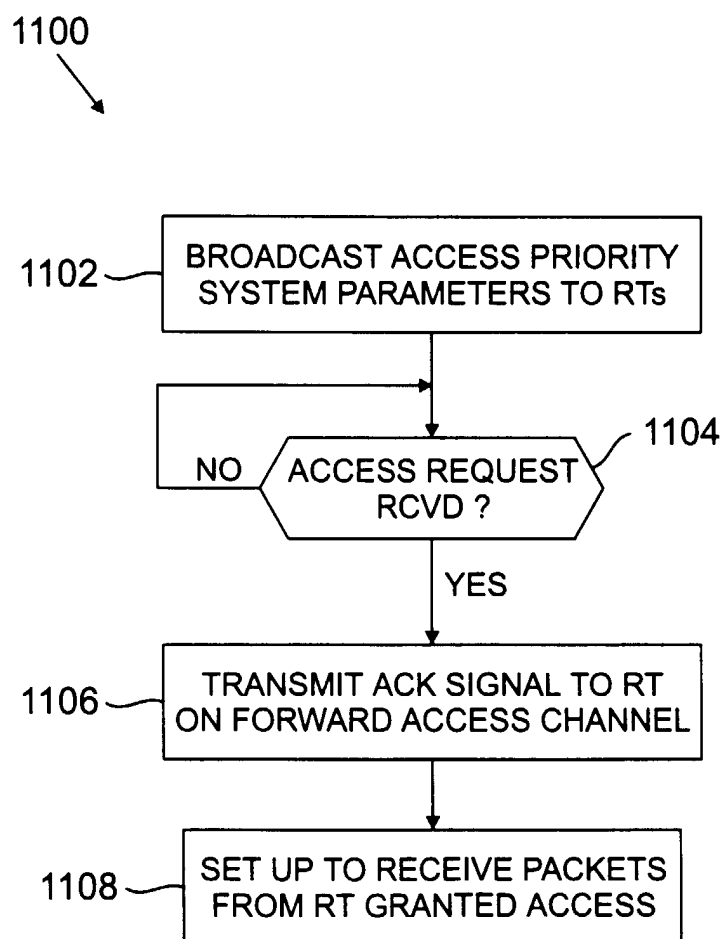 1100
1102
BROADCAST ACCESS PRIORITY
SYSTEM PARAMETERS TO RTs
1104
NO
ACCESS REQUEST
RCVD ?
YES
1106
TRANSMIT ACK SIGNAL TO RT
ON FORWARD ACCESS CHANNEL
1108
SET UP TO RECEIVE PACKETS
FROM RT GRANTED ACCESS